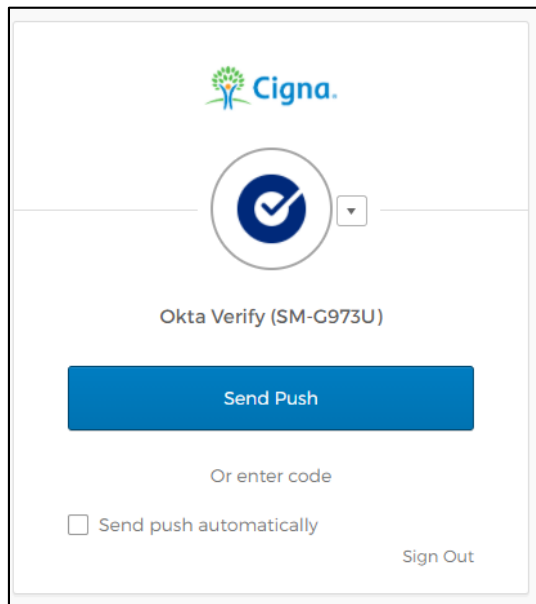 Cigna.
Okta Verify (SM-G973U)
Send Push
Or enter code
Send push automatically
Sign Out